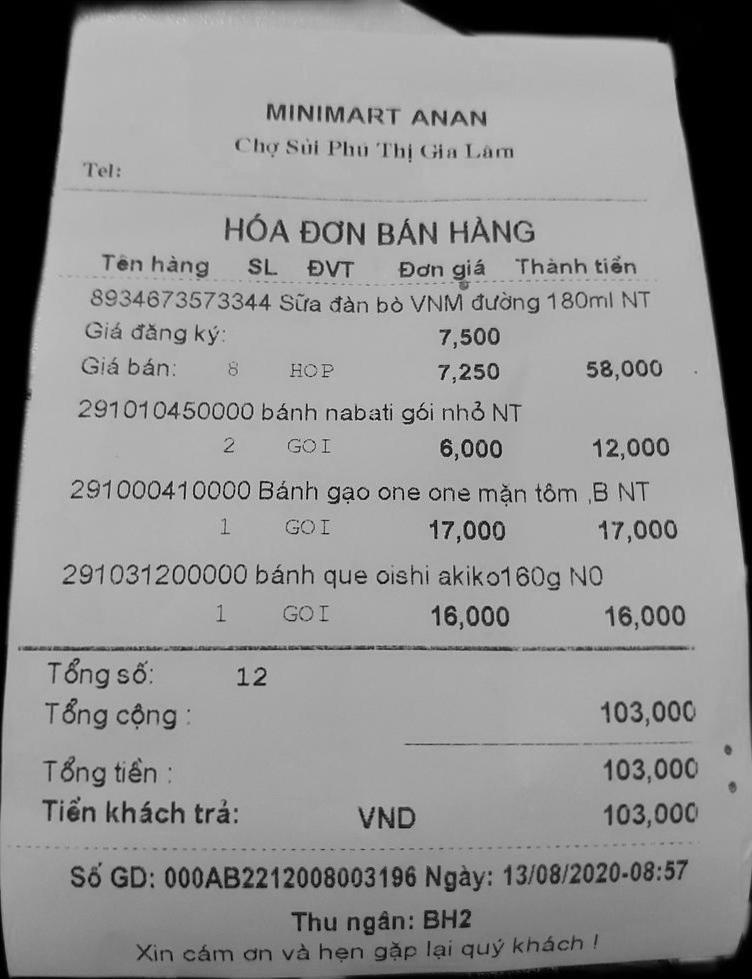 MINIMART ANAN
Chợ Sủi Phú Thị Gia Lâm
Tel:
HÓA ĐƠN BÁN HÀNG
Tên hàng SL ĐVT Đơn giá Thành tiền
8934673573344 Sữa đàn bò VNM đường 180ml NT
Giá đăng ký: 7,500
Giá bán: 8 HOP 7,250 58,000
291010450000 bánh nabati gói nhỏ NT
2 GOI 6,000 12,000
291000410000 Bánh gạo one one mặn tôm ,B NT
1 GOI 17,000 17,000
291031200000 bánh que oishi akiko160g N0
1 GOI 16,000 16,000
Tổng số: 12
Tổng cộng : 103,000
Tổng tiền : 103,000
Tiền khách trả: VND 103,000
Số GD: 000AB2212008003196 Ngày: 13/08/2020-08:57
Thu ngân: BH2
Xin cám ơn và hẹn gặp lại quý khách !